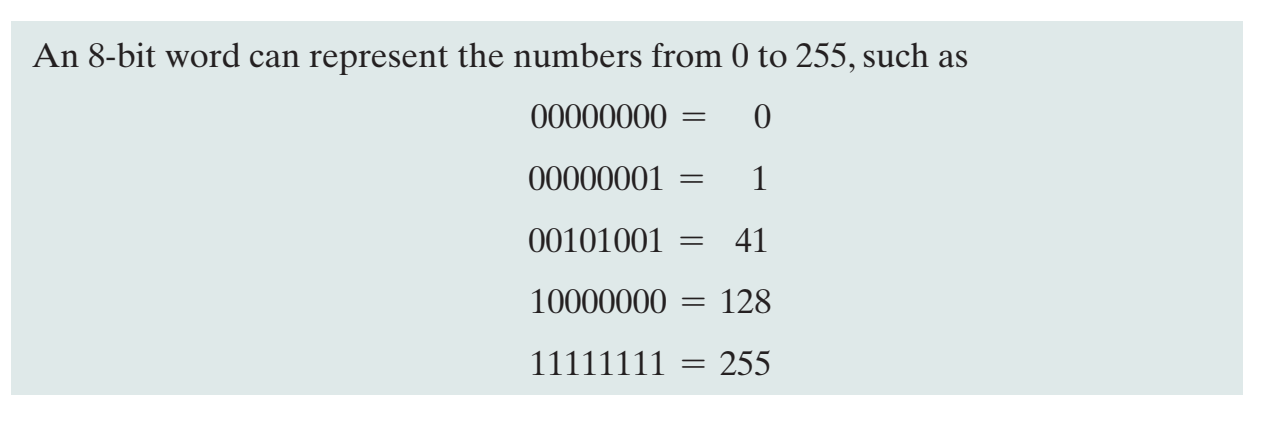 An 8-bit word can represent the numbers from 0 to 255, such as
00000000 = 0
00000001 = 1
00101001 = 41
10000000 = 128
11111111 = 255